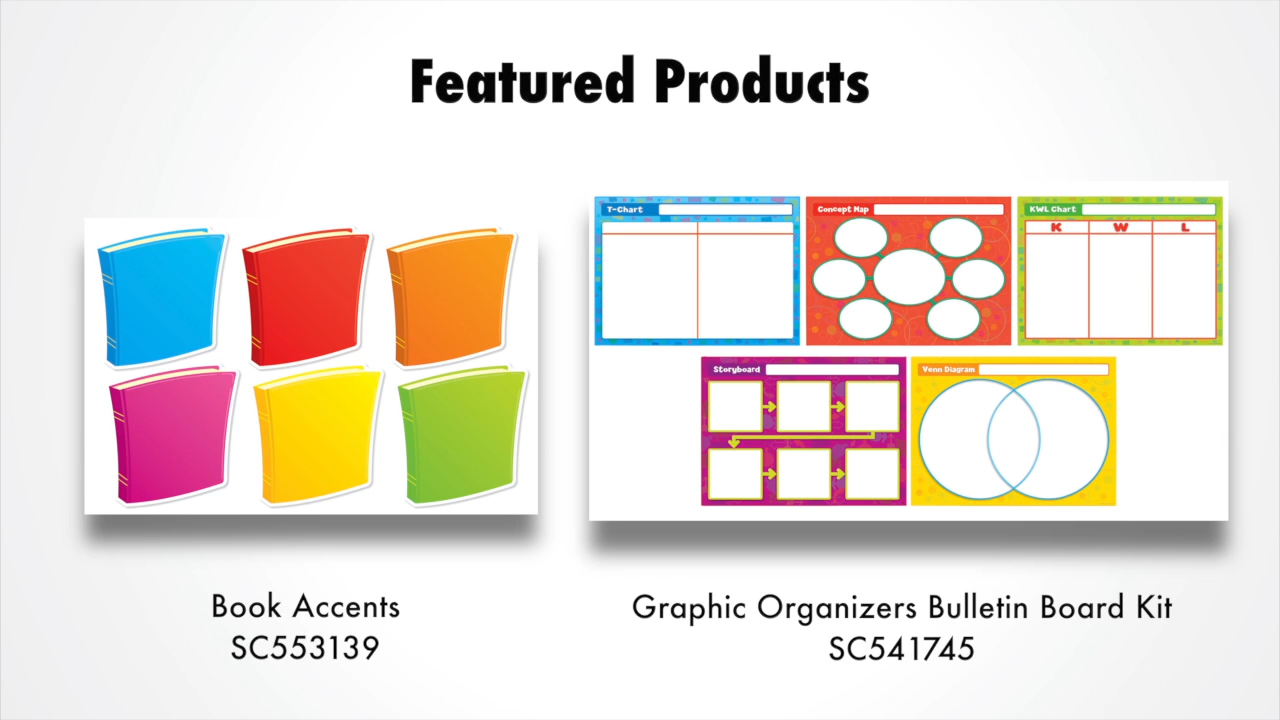 Featured Products
T-Chart
Concept Map
KWL Chart
K W L
Storyboard
Venn Diagram
Book Accents
SC553139
Graphic Organizers Bulletin Board Kit
SC541745